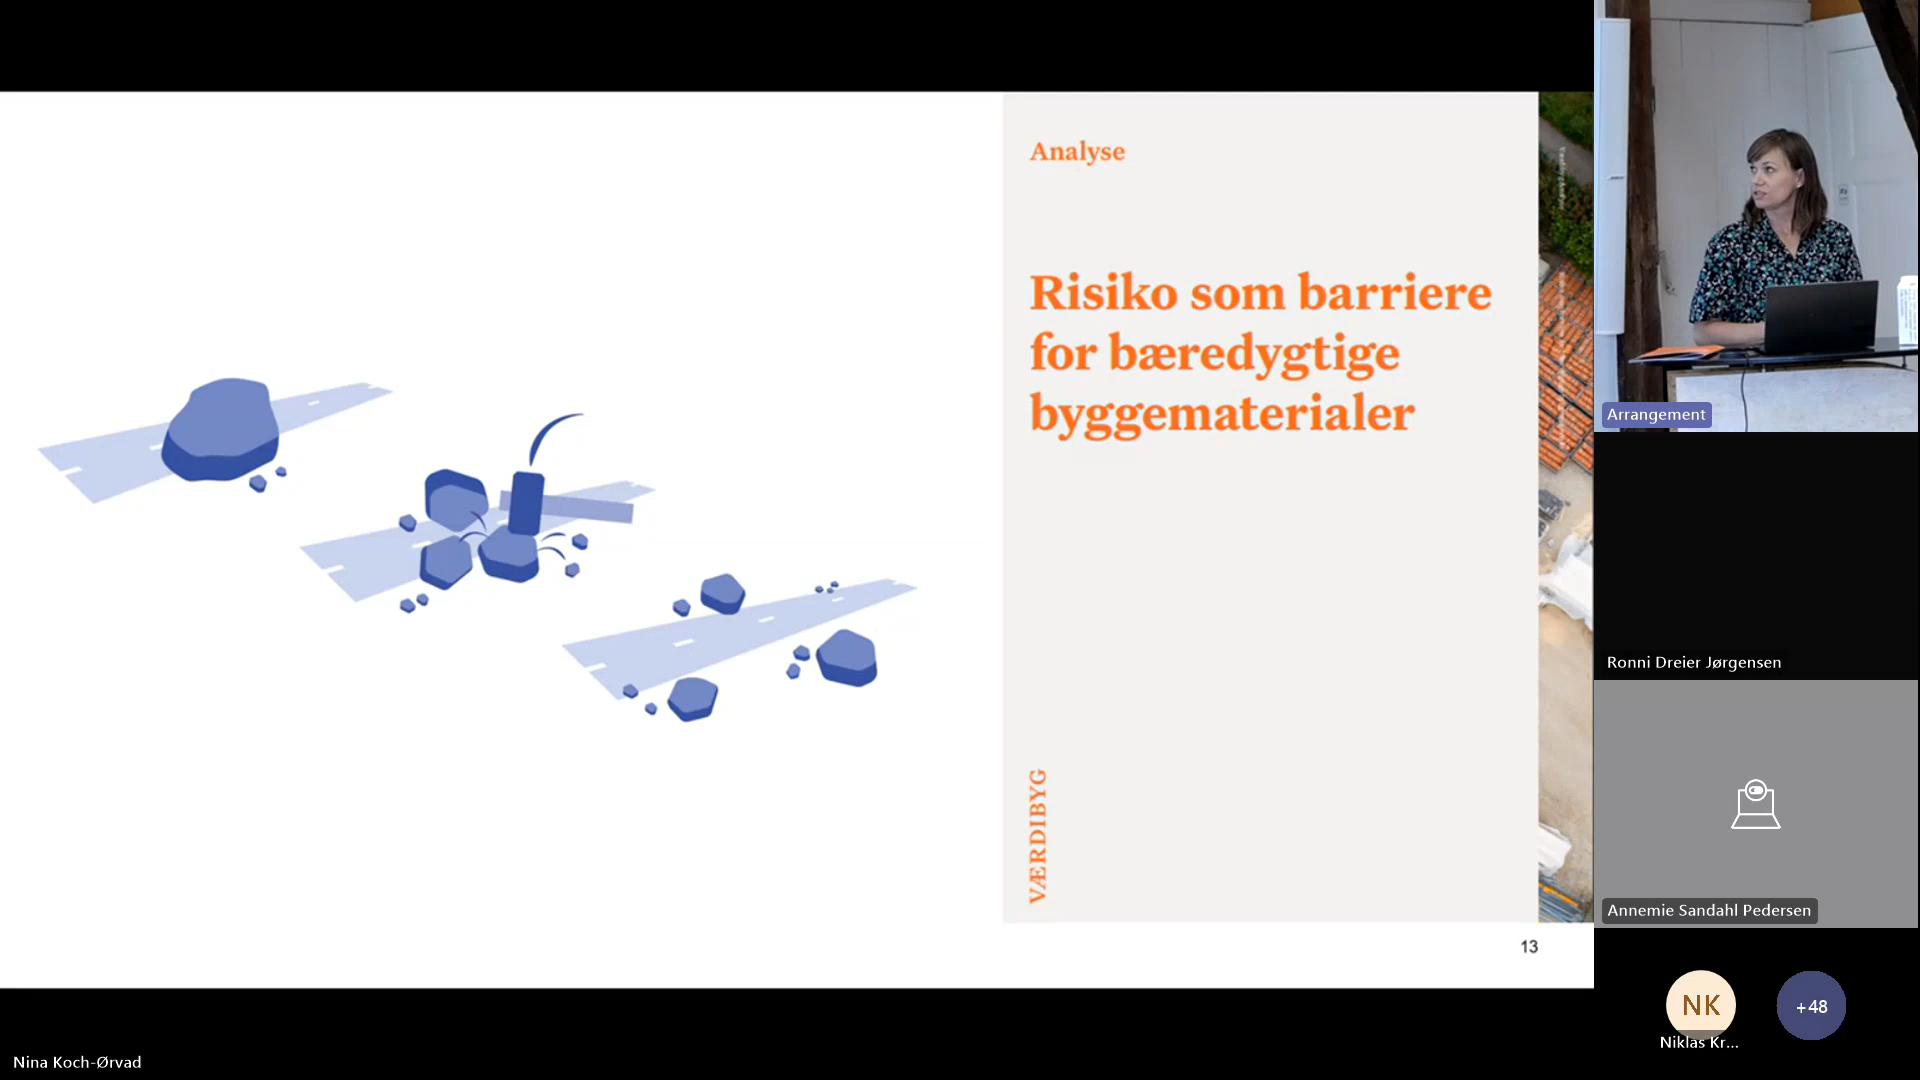 Analyse
Risiko som barriere
for bæredygtige
byggematerialer
VÆRDIBYG
13
Arrangement
Ronni Dreier Jørgensen
Annemie Sandahl Pedersen
NK
Niklas Kr...
+48
Nina Koch-Ørvad